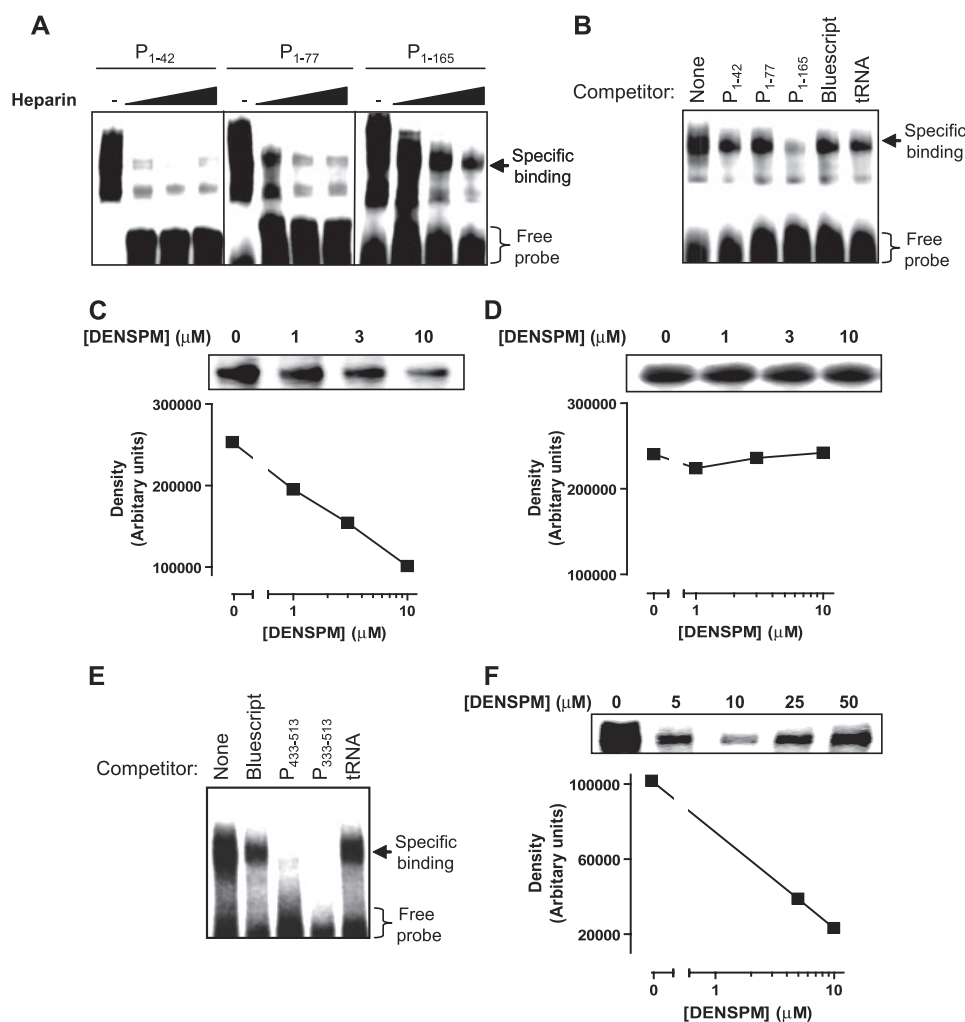 A
P1-42 P1-77 P1-165
Heparin - - -
Specific
binding
Free
probe
B
Competitor: None P1-42 P1-77 P1-165 Bluescript tRNA
Specific
binding
Free
probe
C
[DENSPM] (μM) 0 1 3 10
300000
200000
100000
Density
(Arbitary units)
0 1 10
[DENSPM] (μM)
D
[DENSPM] (μM) 0 1 3 10
300000
200000
100000
Density
(Arbitary units)
0 1 10
[DENSPM] (μM)
E
Competitor: None Bluescript P433-513 P333-513 tRNA
Specific
binding
Free
probe
F
[DENSPM] (μM) 0 5 10 25 50
100000
60000
20000
Density
(Arbitary units)
0 1 10
[DENSPM] (μM)